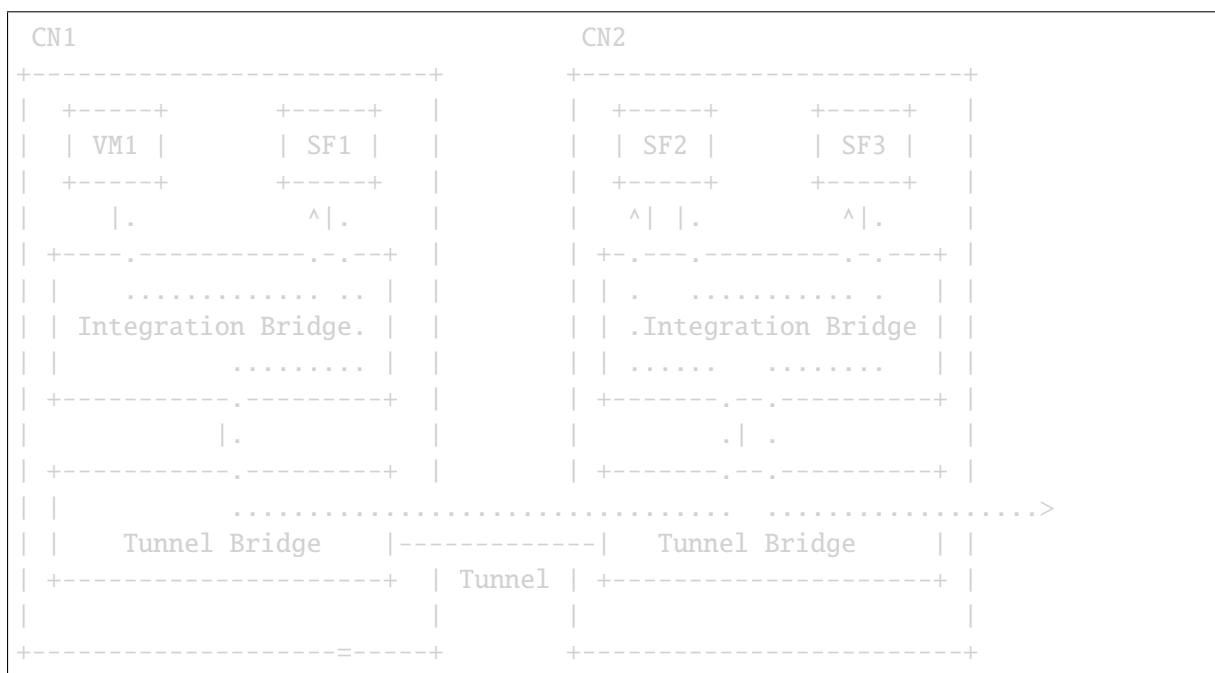 CN1 CN2
VM1 SF1 SF2 SF3
Integration Bridge. .Integration Bridge
Tunnel Bridge Tunnel Bridge
Tunnel